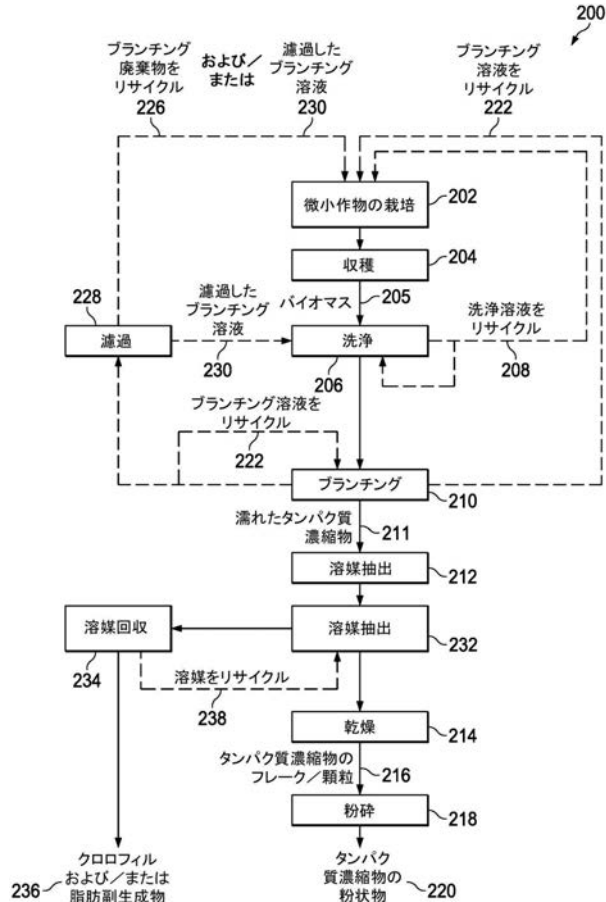 200
ブランチング
廃棄物を
リサイクル
226
および/
または
濾過した
ブランチング
溶液
230
ブランチング
溶液を
リサイクル
222
微小作物の栽培
202
収穫
204
バイオマス
205
228
濾過
濾過した
ブランチング
溶液
230
洗浄
206
洗浄溶液を
リサイクル
208
ブランチング溶液を
リサイクル
222
ブランチング
210
濡れたタンパク質
濃縮物
211
溶媒抽出
212
溶媒回収
234
溶媒抽出
232
溶媒をリサイクル
238
乾燥
214
タンパク質濃縮物の
フレーク/顆粒
216
粉砕
218
236
クロロフィル
および/または
脂肪副生成物
タンパク
質濃縮物の
粉状物
220